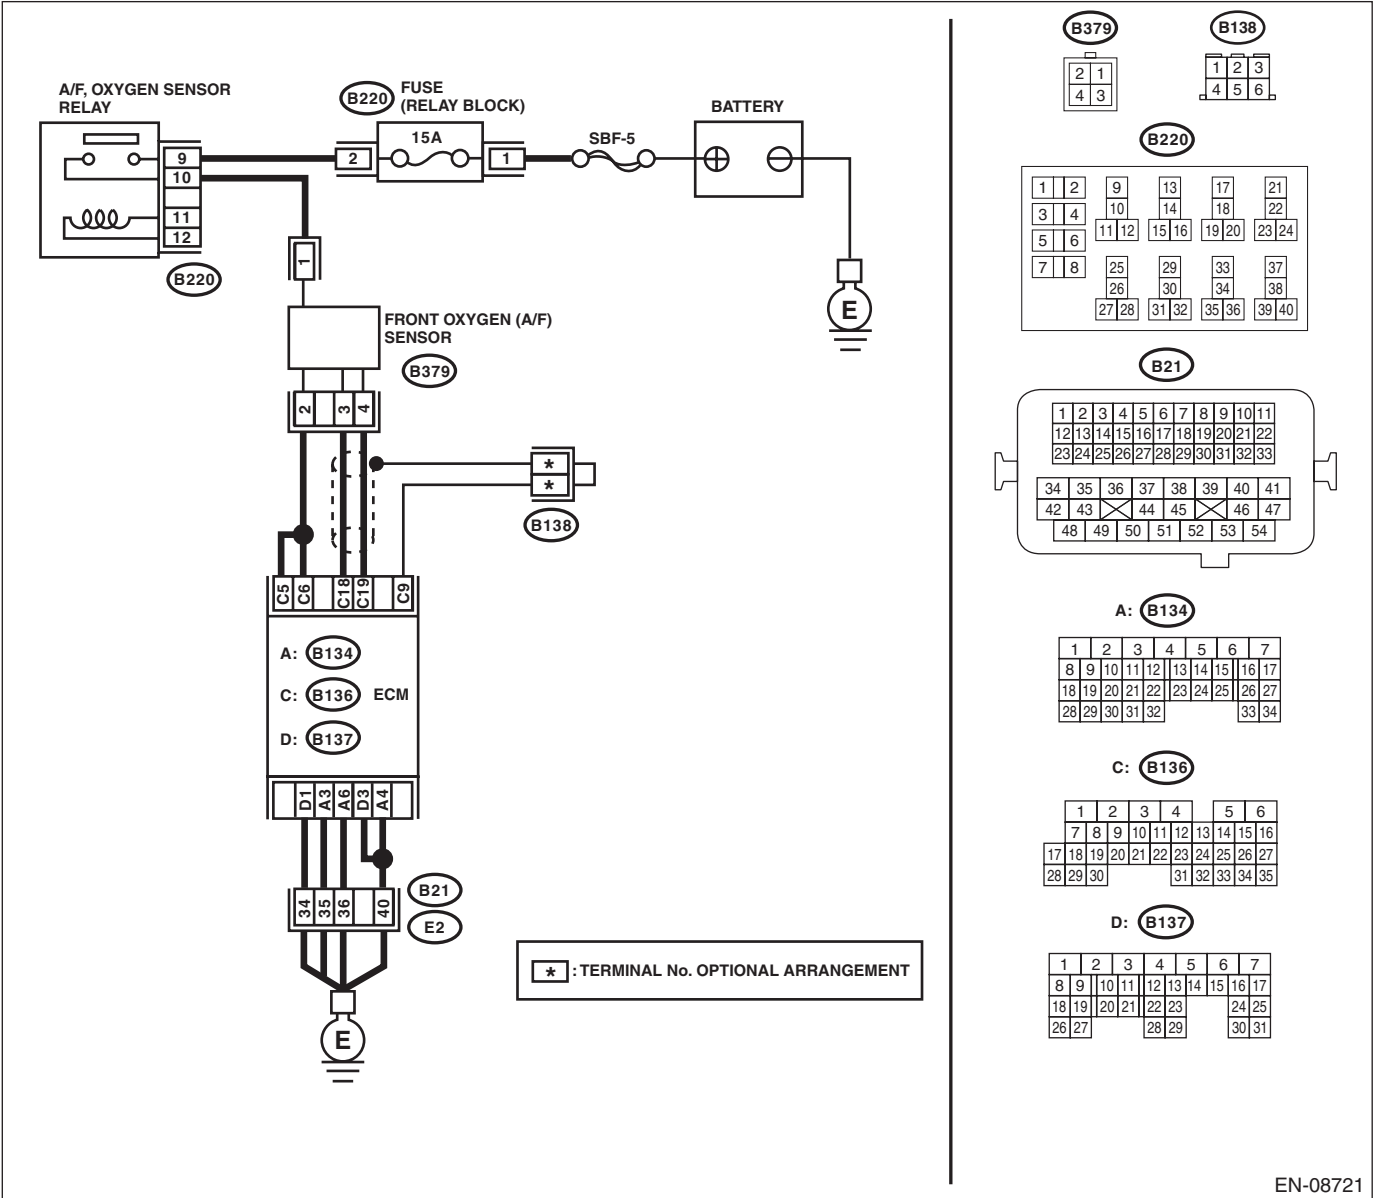 A/F, OXYGEN SENSOR
RELAY
9
10
11
12
B220
B220
FUSE
(RELAY BLOCK)
15A
2
1
SBF-5
BATTERY
E
1
FRONT OXYGEN (A/F)
SENSOR
B379
2 3 4
*
*
B138
C5 C6 C18 C19 C9
A: B134
C: B136 ECM
D: B137
D1 A3 A6 D3 A4
34 35 36 40
B21
E2
E
* : TERMINAL No. OPTIONAL ARRANGEMENT
B379
2 1
4 3
B138
1 2 3
4 5 6
B220
1 2 9 13 17 21
3 4 10 14 18 22
11 12 15 16 19 20 23 24
5 6
7 8 25 29 33 37
26 30 34 38
27 28 31 32 35 36 39 40
B21
1 2 3 4 5 6 7 8 9 10 11
12 13 14 15 16 17 18 19 20 21 22
23 24 25 26 27 28 29 30 31 32 33
34 35 36 37 38 39 40 41
42 43 44 45 46 47
48 49 50 51 52 53 54
A: B134
1 2 3 4 5 6 7
8 9 10 11 12 13 14 15 16 17
18 19 20 21 22 23 24 25 26 27
28 29 30 31 32 33 34
C: B136
1 2 3 4 5 6
7 8 9 10 11 12 13 14 15 16
17 18 19 20 21 22 23 24 25 26 27
28 29 30 31 32 33 34 35
D: B137
1 2 3 4 5 6 7
8 9 10 11 12 13 14 15 16 17
18 19 20 21 22 23 24 25
26 27 28 29 30 31
EN-08721